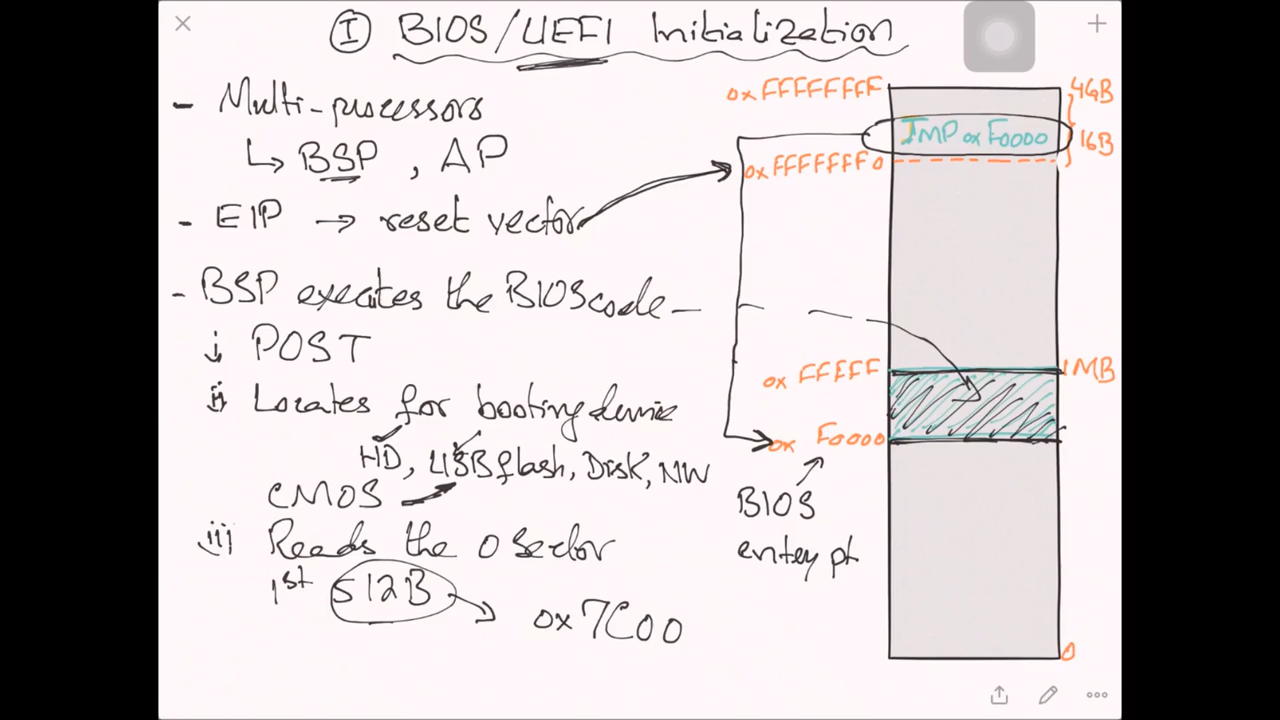 I BIOS/UEFI Initialization
- Multi-processors
↳ BSP, AP
- EIP → reset vector
- BSP executes the BIOS code -
i POST
ii Locates for booting device
HD, USB flash, Disk, NW
CMOS
iii Reads the 0 Sector
1st 512B → 0x7C00
0xFFFFFFFF
4GB
JMP 0xF0000
16B
0xFFFFFFF0
0xFFFFF
1MB
0xF0000
BIOS
entry pt
0